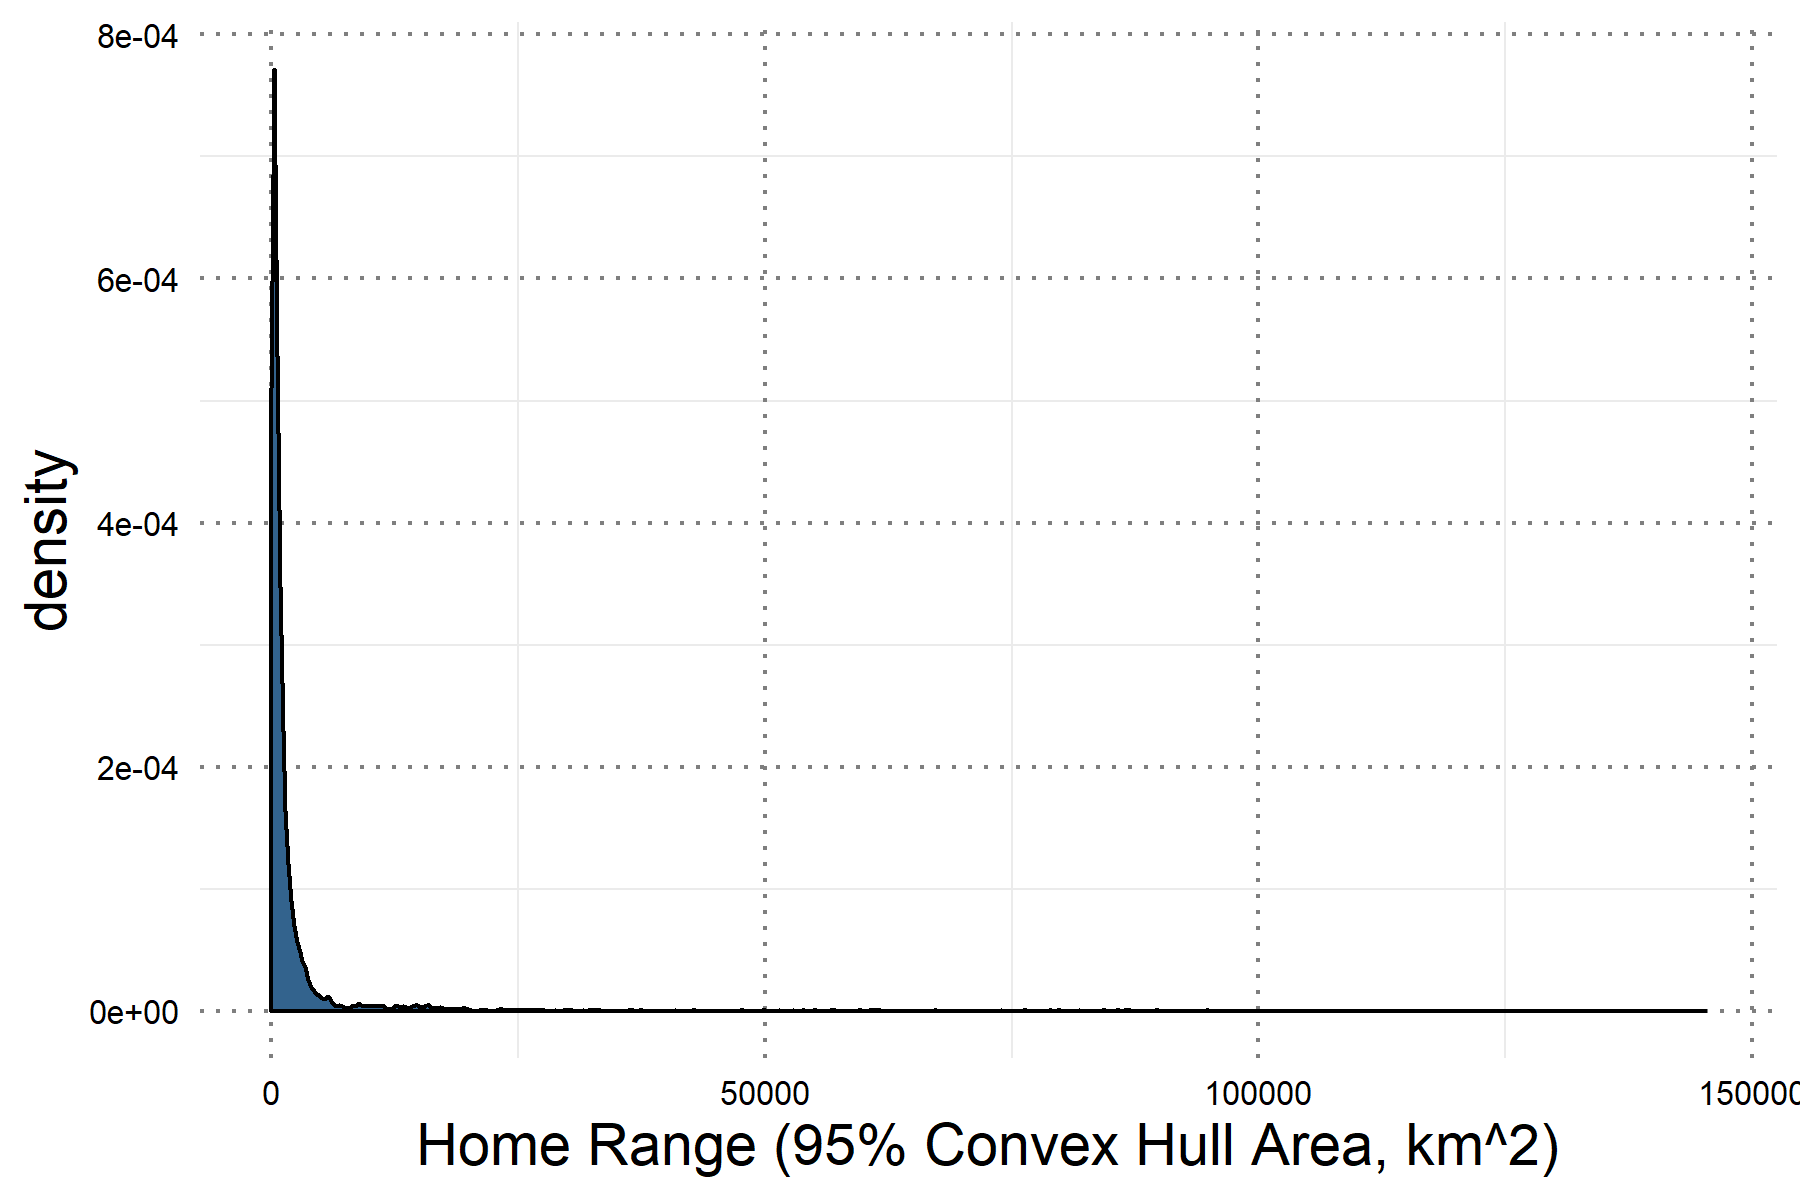 density
8e-04
6e-04
4e-04
2e-04
0e+00
0
50000
100000
150000
Home Range (95% Convex Hull Area, km^2)